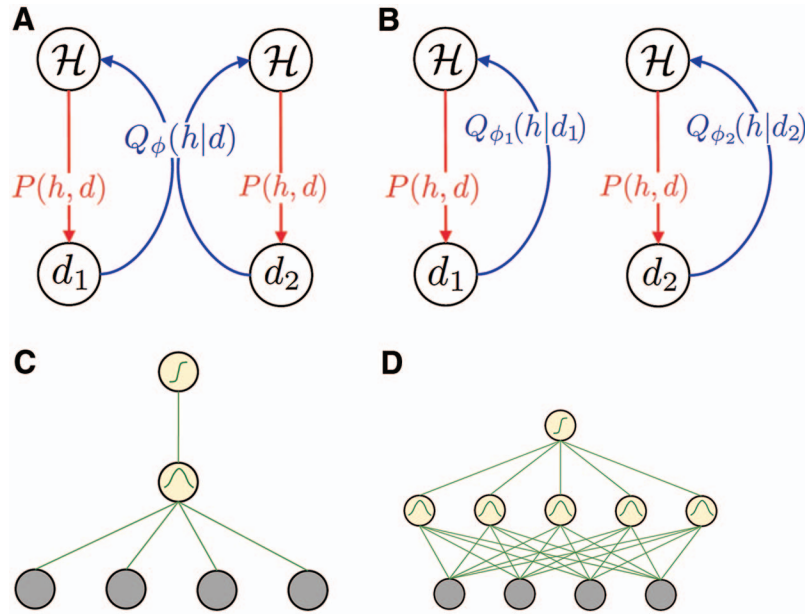 A
B
ℋ
ℋ
ℋ
ℋ
Q_ϕ(h|d)
Q_ϕ₁(h|d₁)
Q_ϕ₂(h|d₂)
P(h, d)
P(h, d)
P(h, d)
P(h, d)
d₁
d₂
d₁
d₂
C
D